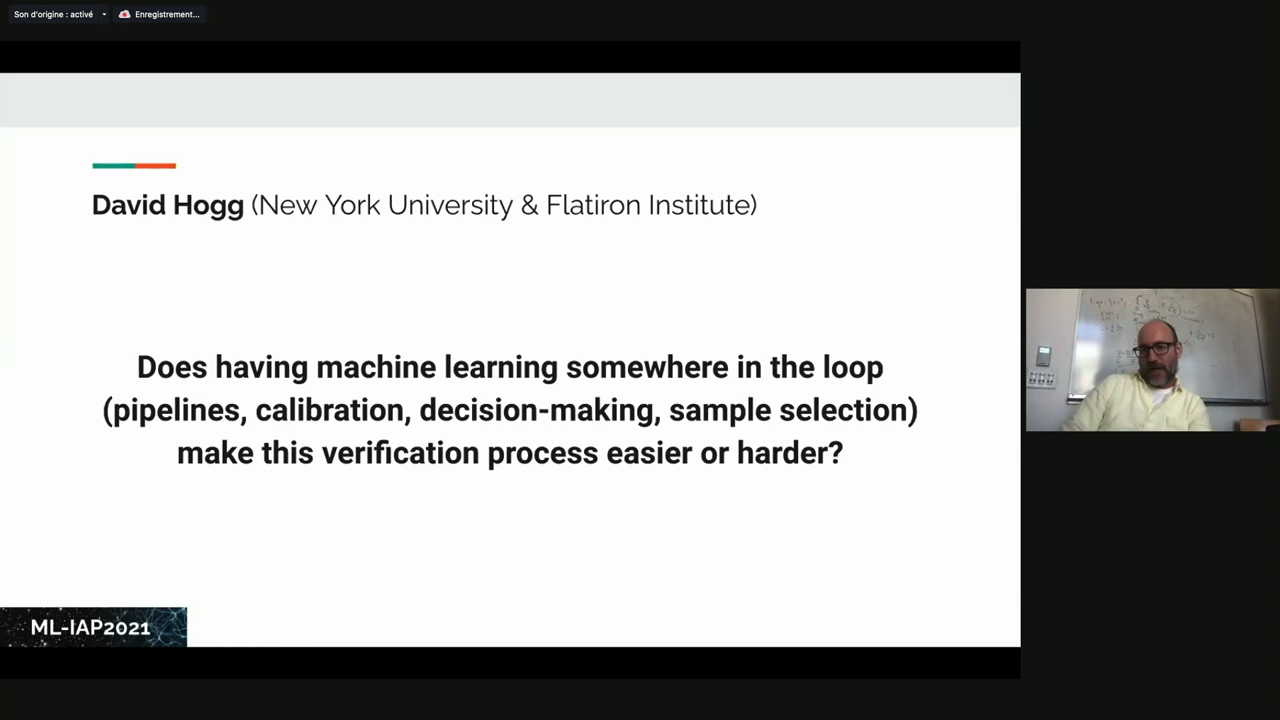 Son d'origine : activé
Enregistrement...
David Hogg (New York University & Flatiron Institute)
Does having machine learning somewhere in the loop
(pipelines, calibration, decision-making, sample selection)
make this verification process easier or harder?
ML-IAP2021